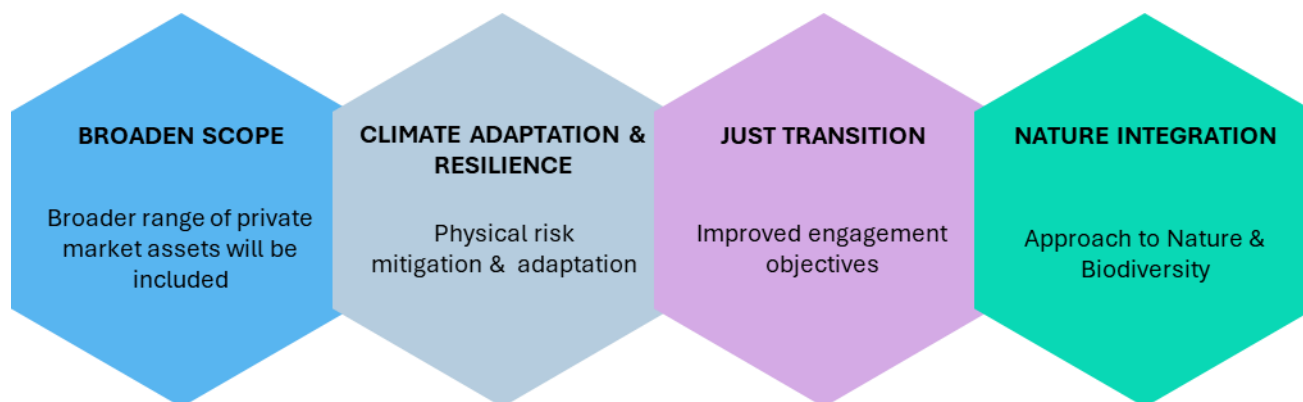 BROADEN SCOPE
Broader range of private
market assets will be
included
CLIMATE ADAPTATION &
RESILIENCE
Physical risk
mitigation &  adaptation
JUST TRANSITION
Improved engagement
objectives
NATURE INTEGRATION
Approach to Nature &
Biodiversity